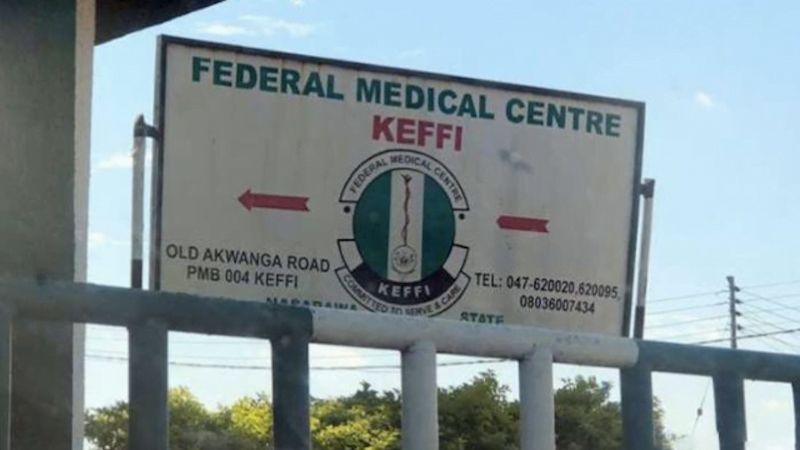 FEDERAL MEDICAL CENTRE
KEFFI
FEDERAL MEDICAL CENTRE
KEFFI
COMMITTED TO SERVE & CARE
OLD AKWANGA ROAD
PMB 004 KEFFI
TEL: 047-620020,620095,
08036007434
NASARAWA STATE